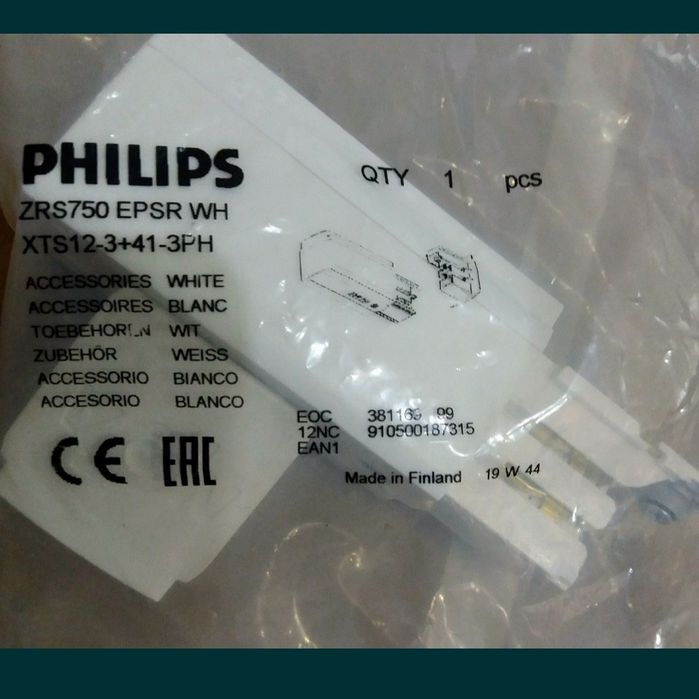 PHILIPS
QTY 1 pcs
ZRS750 EPSR WH
XTS12-3+41-3PH
ACCESSORIES WHITE
ACCESSOIRES BLANC
WIT
ZUBEHÖR WEISS
ACCESSORIO BIANCO
ACCESORIO BLANCO
CE EAC
EOC 99
12NC 910500187315
EAN1
Made in Finland 19 W 44